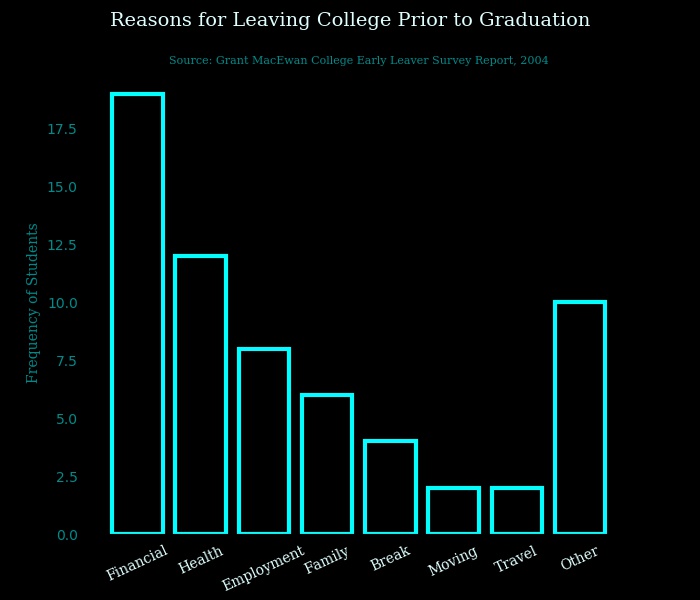 Reasons for Leaving College Prior to Graduation
Source: Grant MacEwan College Early Leaver Survey Report, 2004
Frequency of Students
17.5
15.0
12.5
10.0
7.5
5.0
2.5
0.0
Financial
Health
Employment
Family
Break
Moving
Travel
Other